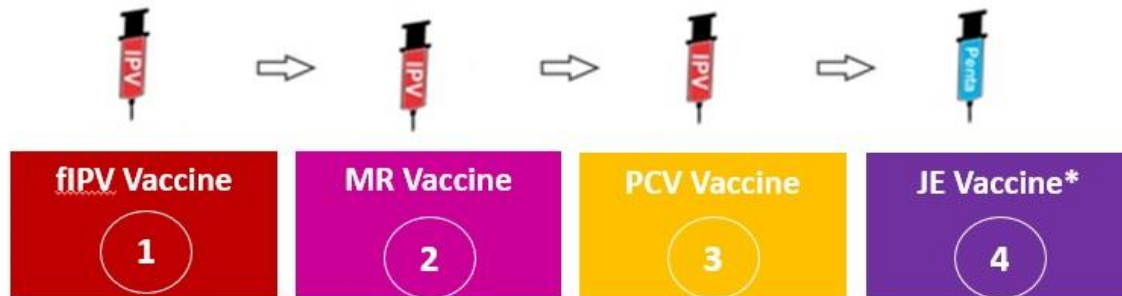 IPV
IPV
IPV
Penta
fIPV Vaccine
MR Vaccine
PCV Vaccine
JE Vaccine*
1
2
3
4